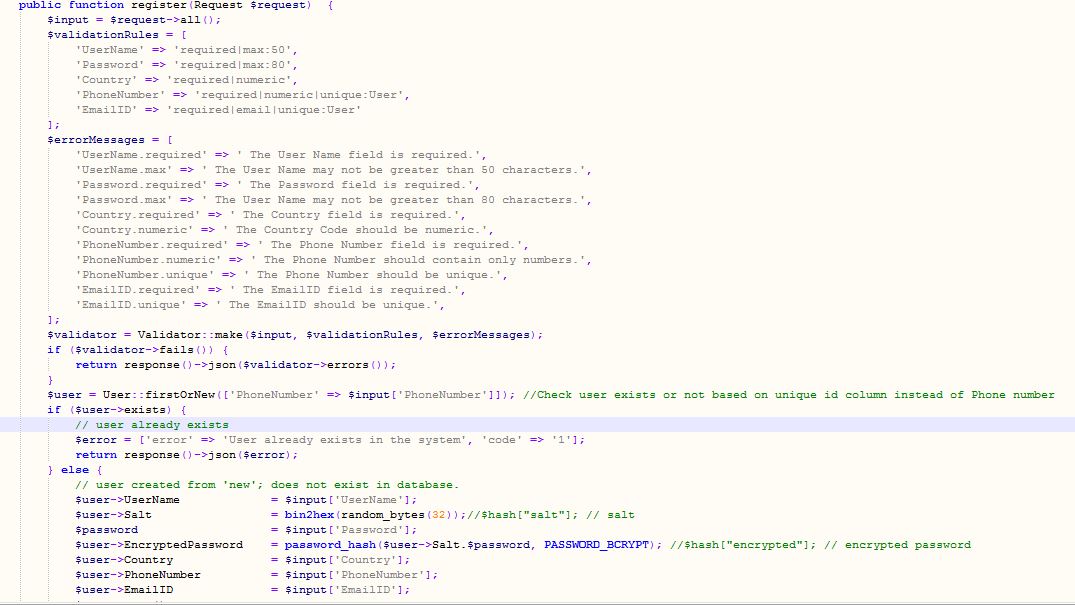 public function register(Request $request)  {
    $input = $request->all();
    $validationRules = [
        'UserName' => 'required|max:50',
        'Password' => 'required|max:80',
        'Country' => 'required|numeric',
        'PhoneNumber' => 'required|numeric|unique:User',
        'EmailID' => 'required|email|unique:User'
    ];
    $errorMessages = [
        'UserName.required' => ' The User Name field is required.',
        'UserName.max' => ' The User Name may not be greater than 50 characters.',
        'Password.required' => ' The Password field is required.',
        'Password.max' => ' The User Name may not be greater than 80 characters.',
        'Country.required' => ' The Country field is required.',
        'Country.numeric' => ' The Country Code should be numeric.',
        'PhoneNumber.required' => ' The Phone Number field is required.',
        'PhoneNumber.numeric' => ' The Phone Number should contain only numbers.',
        'PhoneNumber.unique' => ' The Phone Number should be unique.',
        'EmailID.required' => ' The EmailID field is required.',
        'EmailID.unique' => ' The EmailID should be unique.',
    ];
    $validator = Validator::make($input, $validationRules, $errorMessages);
    if ($validator->fails()) {
        return response()->json($validator->errors());
    }
    $user = User::firstOrNew(['PhoneNumber' => $input['PhoneNumber']]); //Check user exists or not based on unique id column instead of Phone number
    if ($user->exists) {
        // user already exists
        $error = ['error' => 'User already exists in the system', 'code' => '1'];
        return response()->json($error);
    } else {
        // user created from 'new'; does not exist in database.
        $user->UserName             = $input['UserName'];
        $user->Salt                 = bin2hex(random_bytes(32));//$hash["salt"]; // salt
        $password                   = $input['Password'];
        $user->EncryptedPassword    = password_hash($user->Salt.$password, PASSWORD_BCRYPT); //$hash["encrypted"]; // encrypted password
        $user->Country              = $input['Country'];
        $user->PhoneNumber          = $input['PhoneNumber'];
        $user->EmailID              = $input['EmailID'];